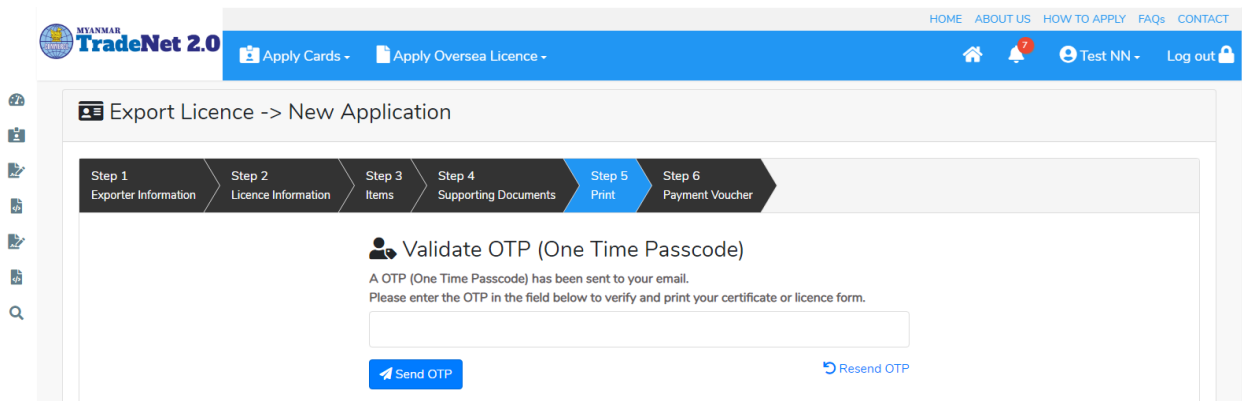 HOME ABOUT US HOW TO APPLY FAQs CONTACT
MYANMAR
TradeNet 2.0
Apply Cards
Apply Oversea Licence
7
Test NN
Log out
Export Licence -> New Application
Step 1
Exporter Information
Step 2
Licence Information
Step 3
Items
Step 4
Supporting Documents
Step 5
Print
Step 6
Payment Voucher
Validate OTP (One Time Passcode)
A OTP (One Time Passcode) has been sent to your email.
Please enter the OTP in the field below to verify and print your certificate or licence form.
Send OTP
Resend OTP